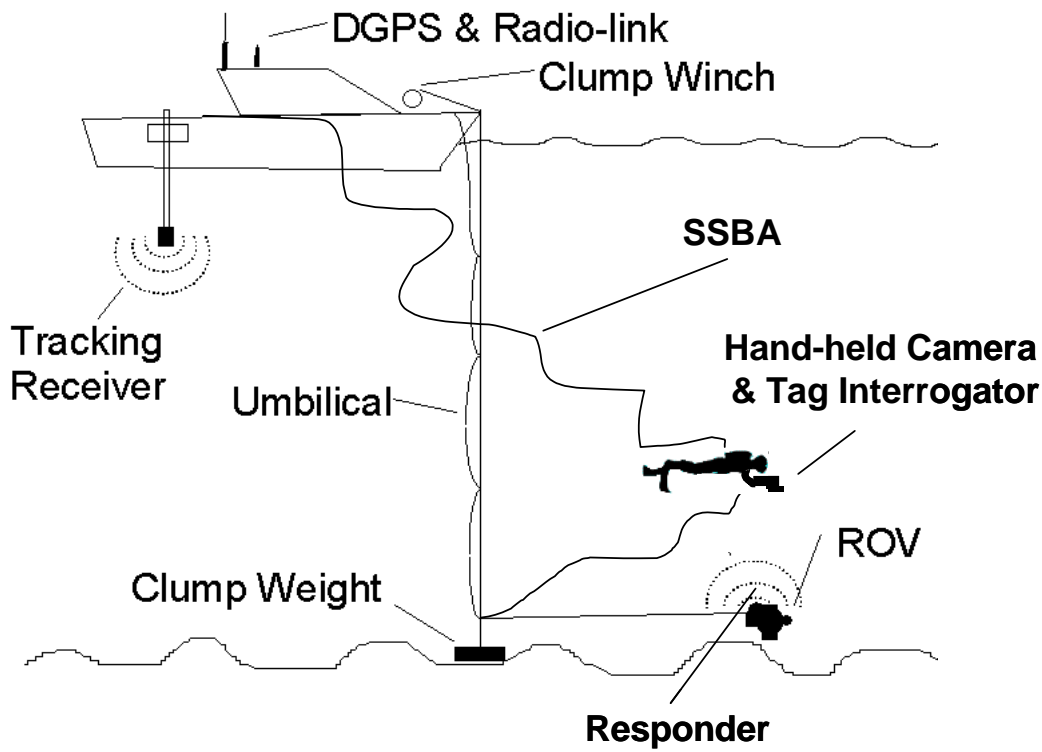 DGPS & Radio-link
Clump Winch
SSBA
Tracking
Receiver
Hand-held Camera
& Tag Interrogator
Umbilical
ROV
Clump Weight
Responder